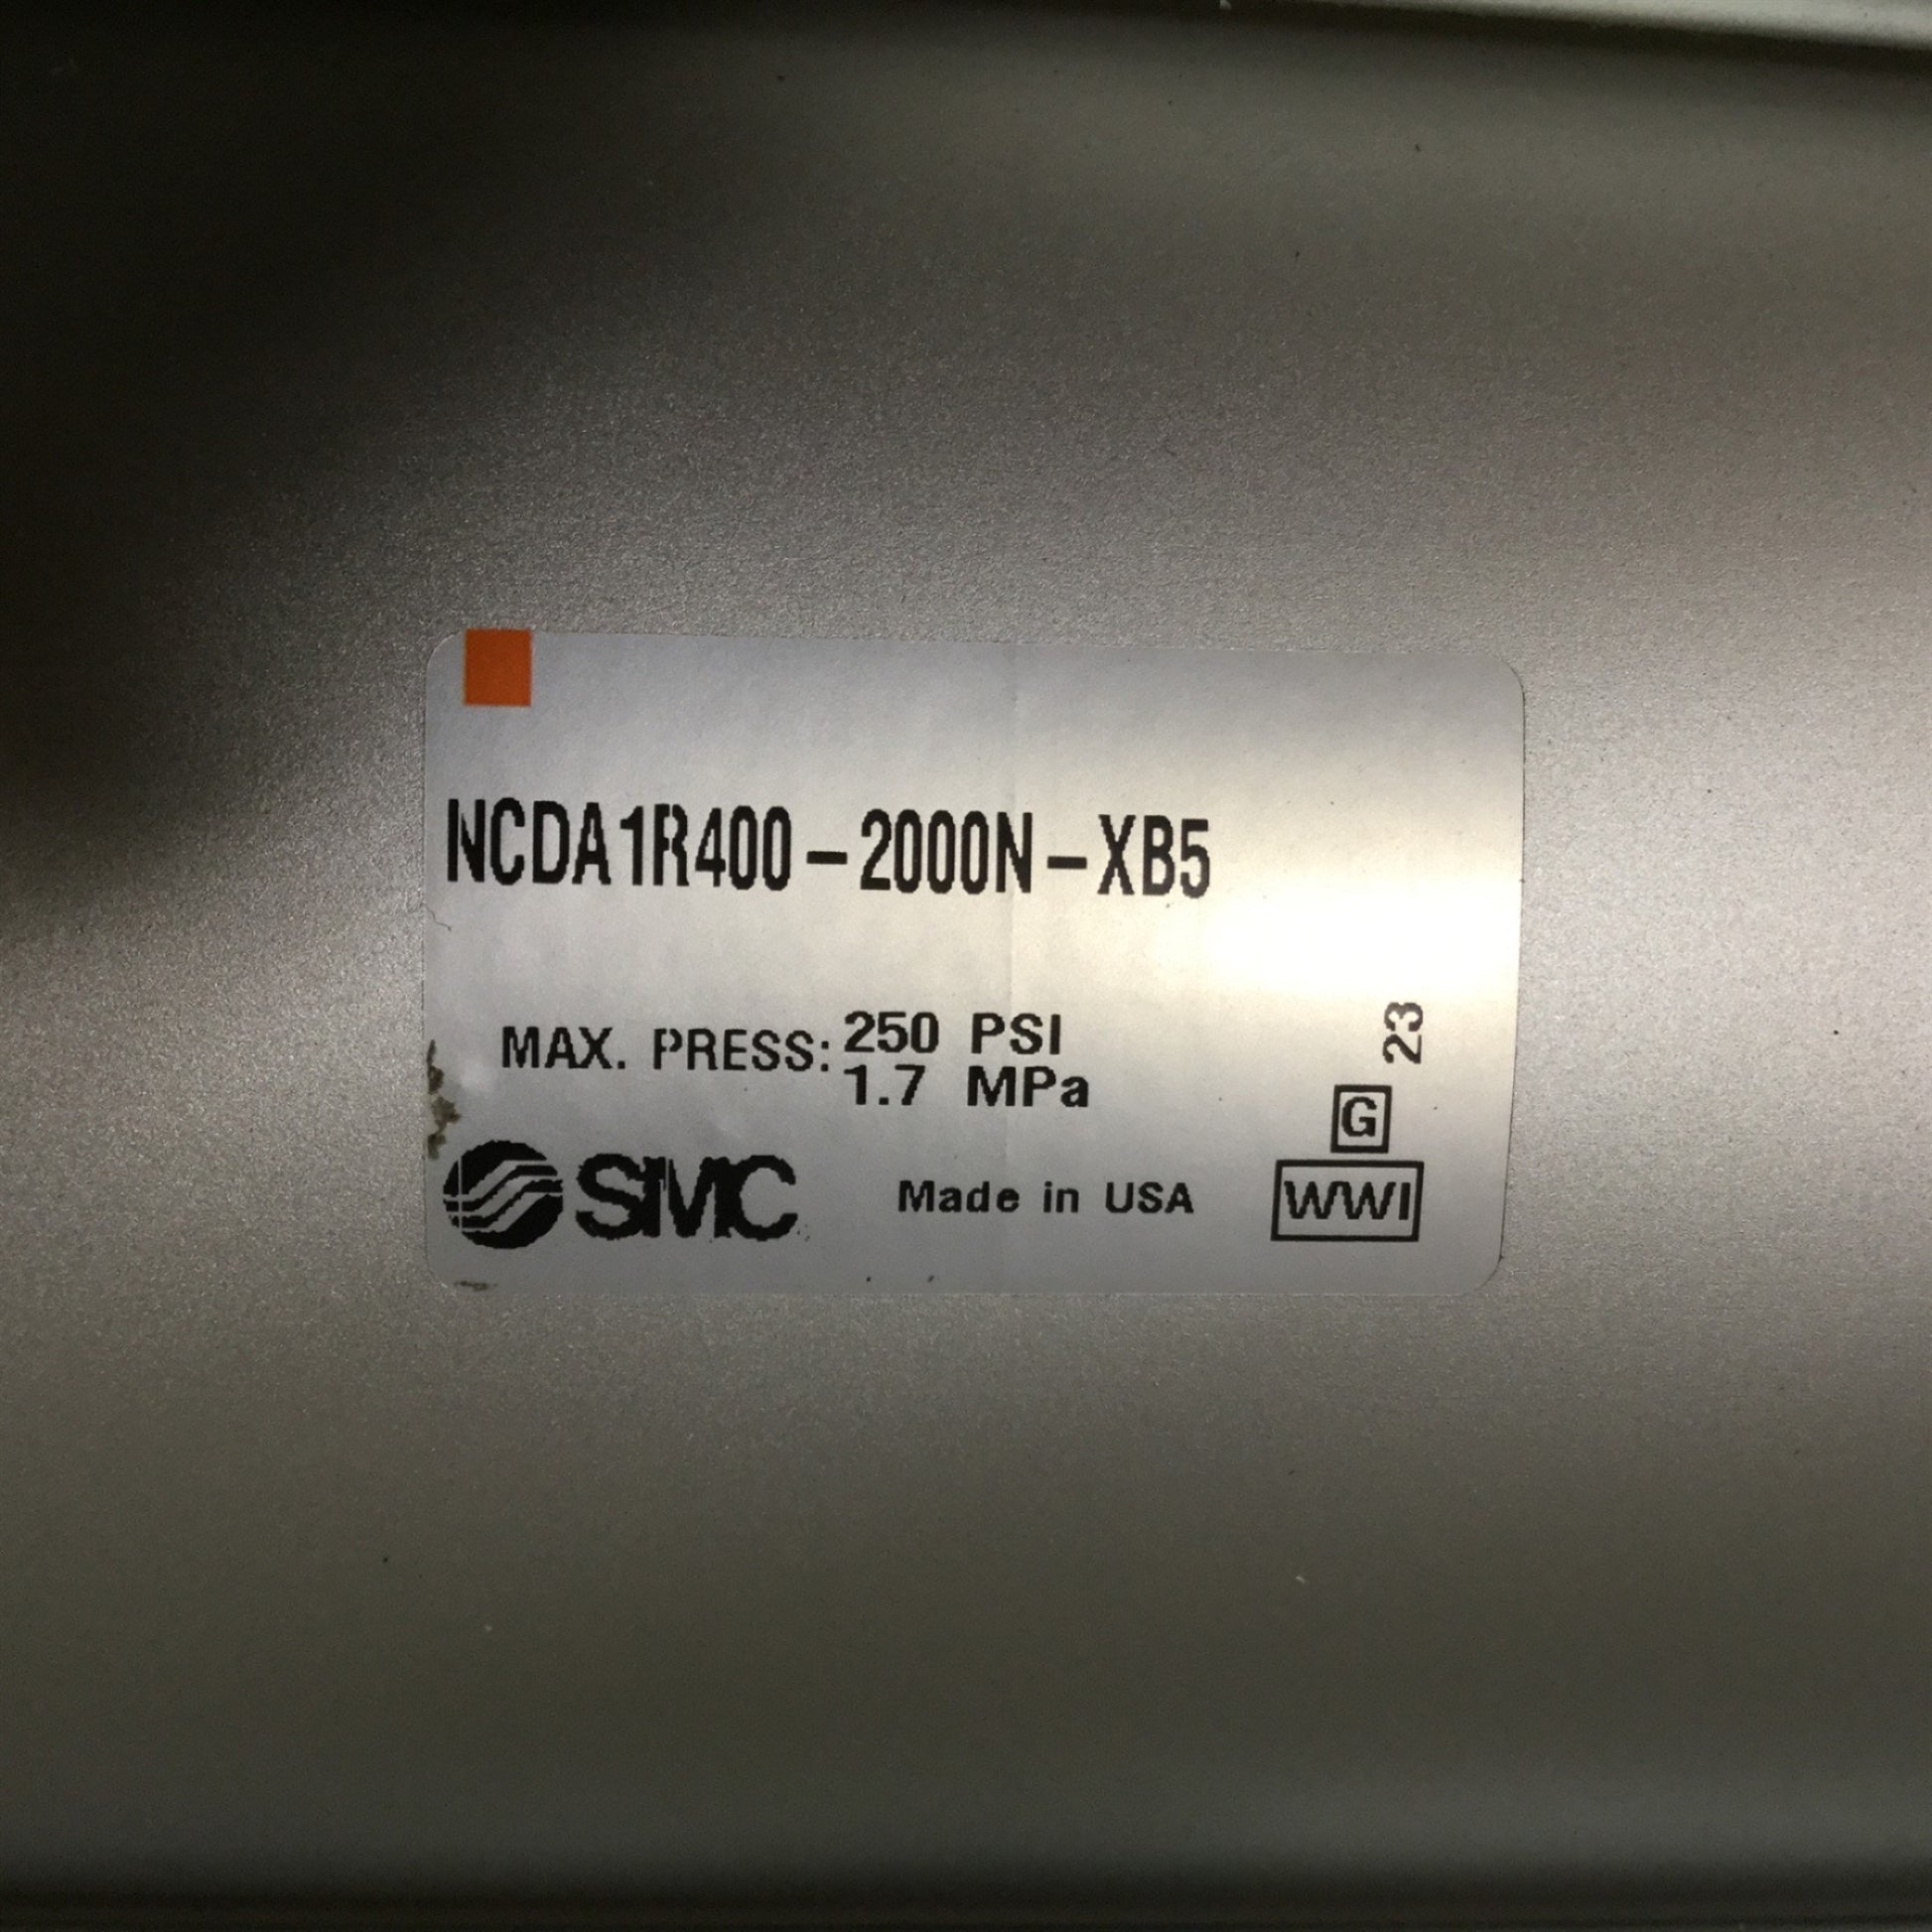 NCDA1R400-2000N-XB5
MAX. PRESS: 250 PSI
1.7 MPa
23
G
SMC Made in USA WWI